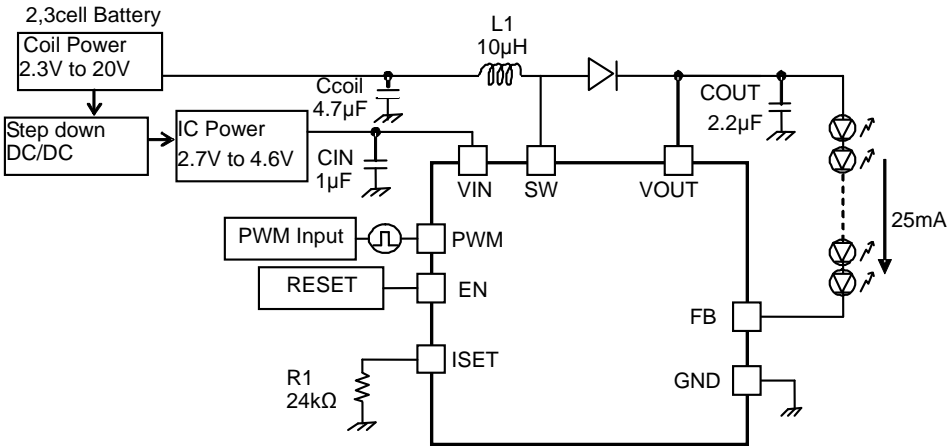 2,3cell Battery
Coil Power
2.3V to 20V
Step down
DC/DC
IC Power
2.7V to 4.6V
Ccoil
4.7µF
CIN
1µF
L1
10µH
COUT
2.2µF
25mA
VIN
SW
VOUT
PWM Input
PWM
RESET
EN
ISET
R1
24kΩ
FB
GND